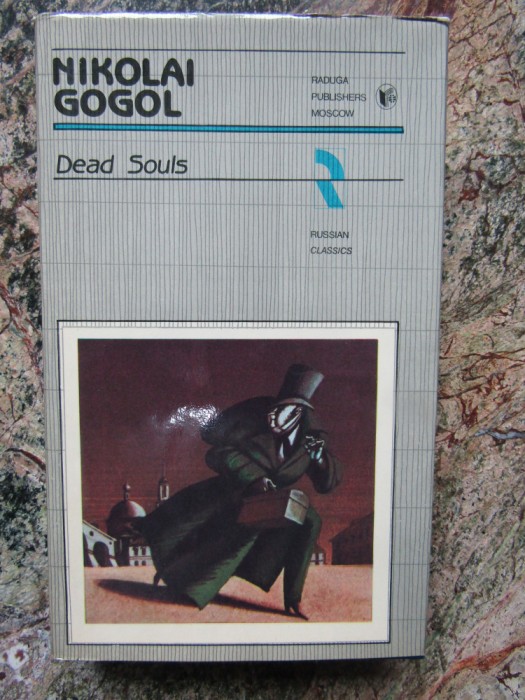 NIKOLAI
GOGOL
RADUGA
PUBLISHERS
MOSCOW
Dead Souls
R
RUSSIAN
CLASSICS